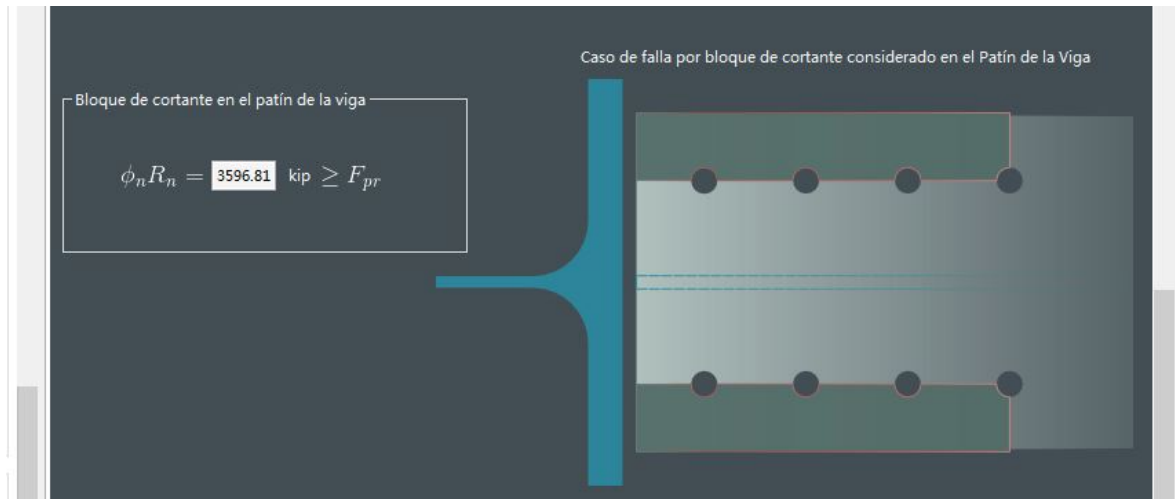 Caso de falla por bloque de cortante considerado en el Patín de la Viga
Bloque de cortante en el patín de la viga
ϕₙRₙ = 3596.81 kip ≥ Fₚᵣ